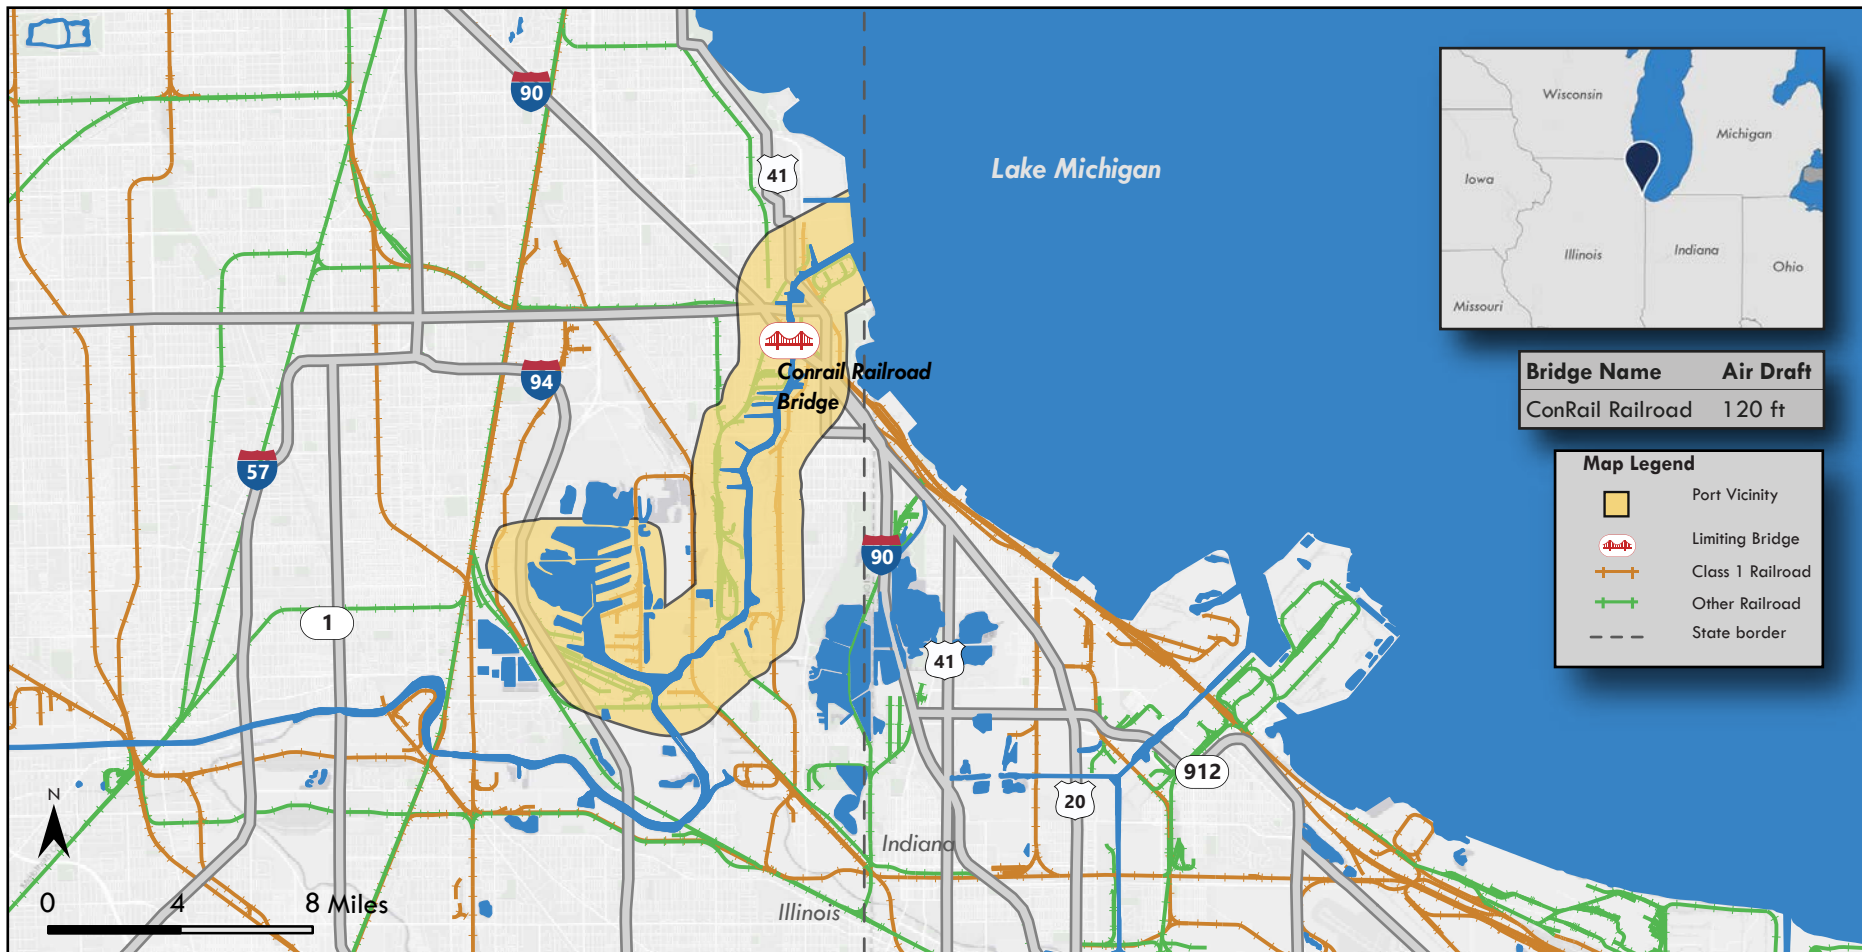 90
41
Lake Michigan
Wisconsin
Michigan
Iowa
Illinois
Indiana
Ohio
Missouri
Conrail Railroad
Bridge
94
57
Bridge Name Air Draft
ConRail Railroad 120 ft
Map Legend
Port Vicinity
Limiting Bridge
Class 1 Railroad
Other Railroad
State border
90
1
41
912
20
N
Indiana
Illinois
0 4 8 Miles